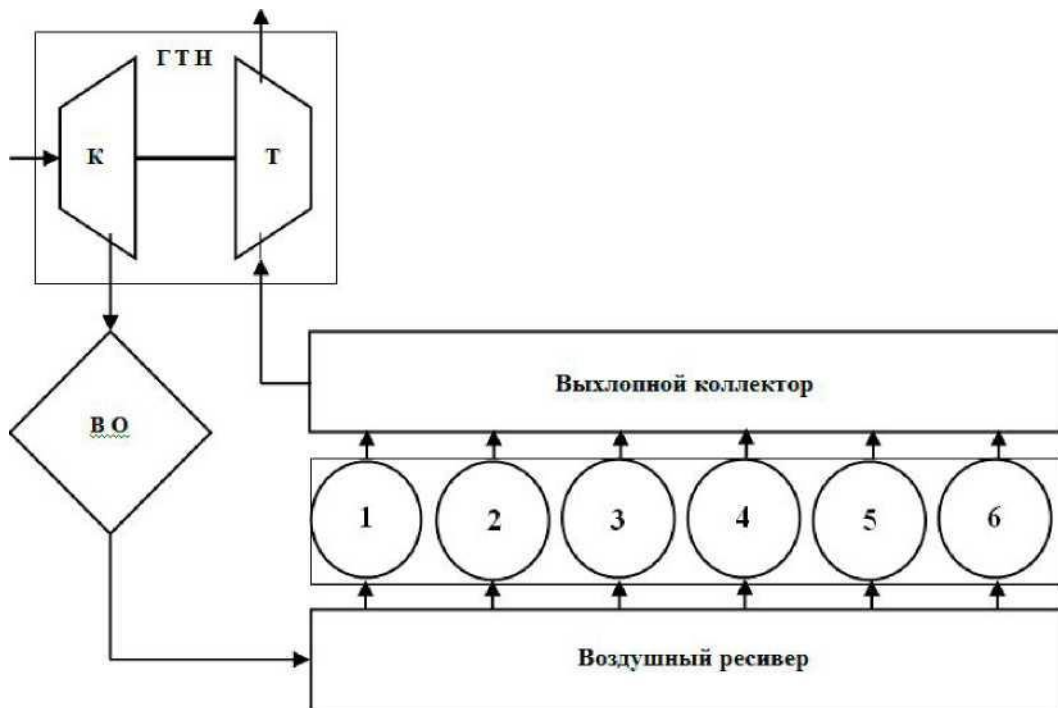 Г Т Н
К
Т
В О
Выхлопной коллектор
1 2 3 4 5 6
Воздушный ресивер